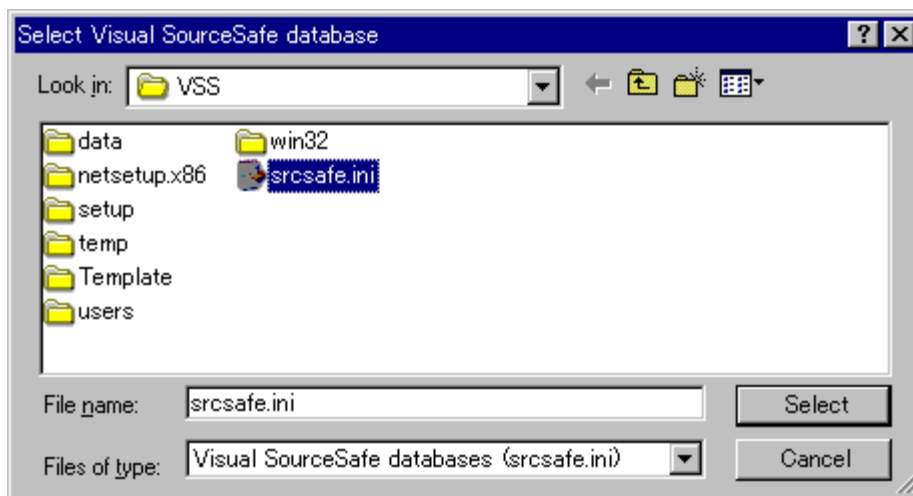 Select Visual SourceSafe database
Look in: VSS
data win32
netsetup.x86 srcsafe.ini
setup
temp
Template
users
File name: srcsafe.ini Select
Files of type: Visual SourceSafe databases (srcsafe.ini) Cancel